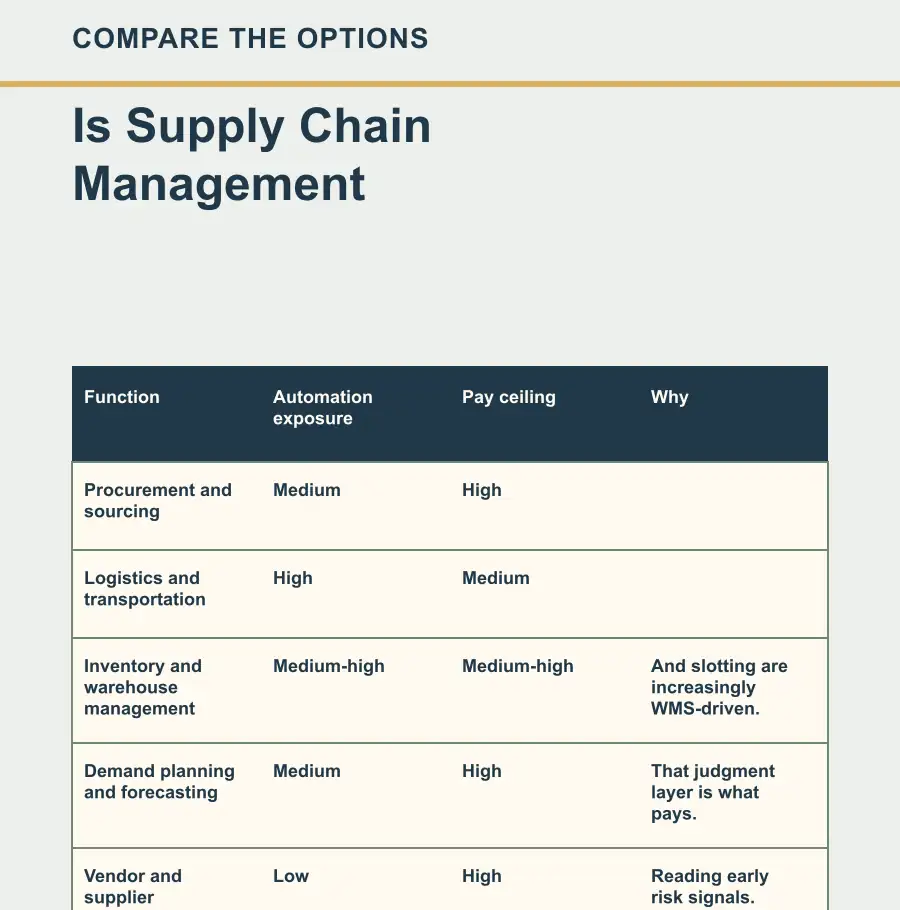 COMPARE THE OPTIONS
Is Supply Chain
Management
Function
Automation
exposure
Pay ceiling
Why
Procurement and
sourcing
Medium
High
Logistics and
transportation
High
Medium
Inventory and
warehouse
management
Medium-high
Medium-high
And slotting are
increasingly
WMS-driven.
Demand planning
and forecasting
Medium
High
That judgment
layer is what
pays.
Vendor and
supplier
Low
High
Reading early
risk signals.